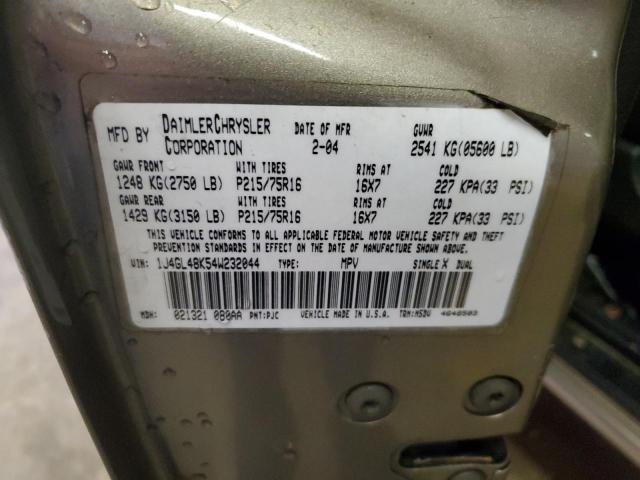 MFD BY DAIMLERCHRYSLER CORPORATION DATE OF MFR 2-04 GVWR 2541 KG(05600 LB)
GAWR FRONT WITH TIRES RIMS AT COLD
1248 KG(2750 LB) P215/75R16 16X7 227 KPA(33 PSI)
GAWR REAR WITH TIRES RIMS AT COLD
1429 KG(3150 LB) P215/75R16 16X7 227 KPA(33 PSI)
THIS VEHICLE CONFORMS TO ALL APPLICABLE FEDERAL MOTOR VEHICLE SAFETY AND THEFT
PREVENTION STANDARDS IN EFFECT ON THE DATE OF MANUFACTURE SHOWN ABOVE.
VIN: 1J4GL48K54W232044 TYPE: MPV SINGLE X DUAL
MDH: 021321 080AA PNT:PJC VEHICLE MADE IN U.S.A. TRM:MSDV 4648503